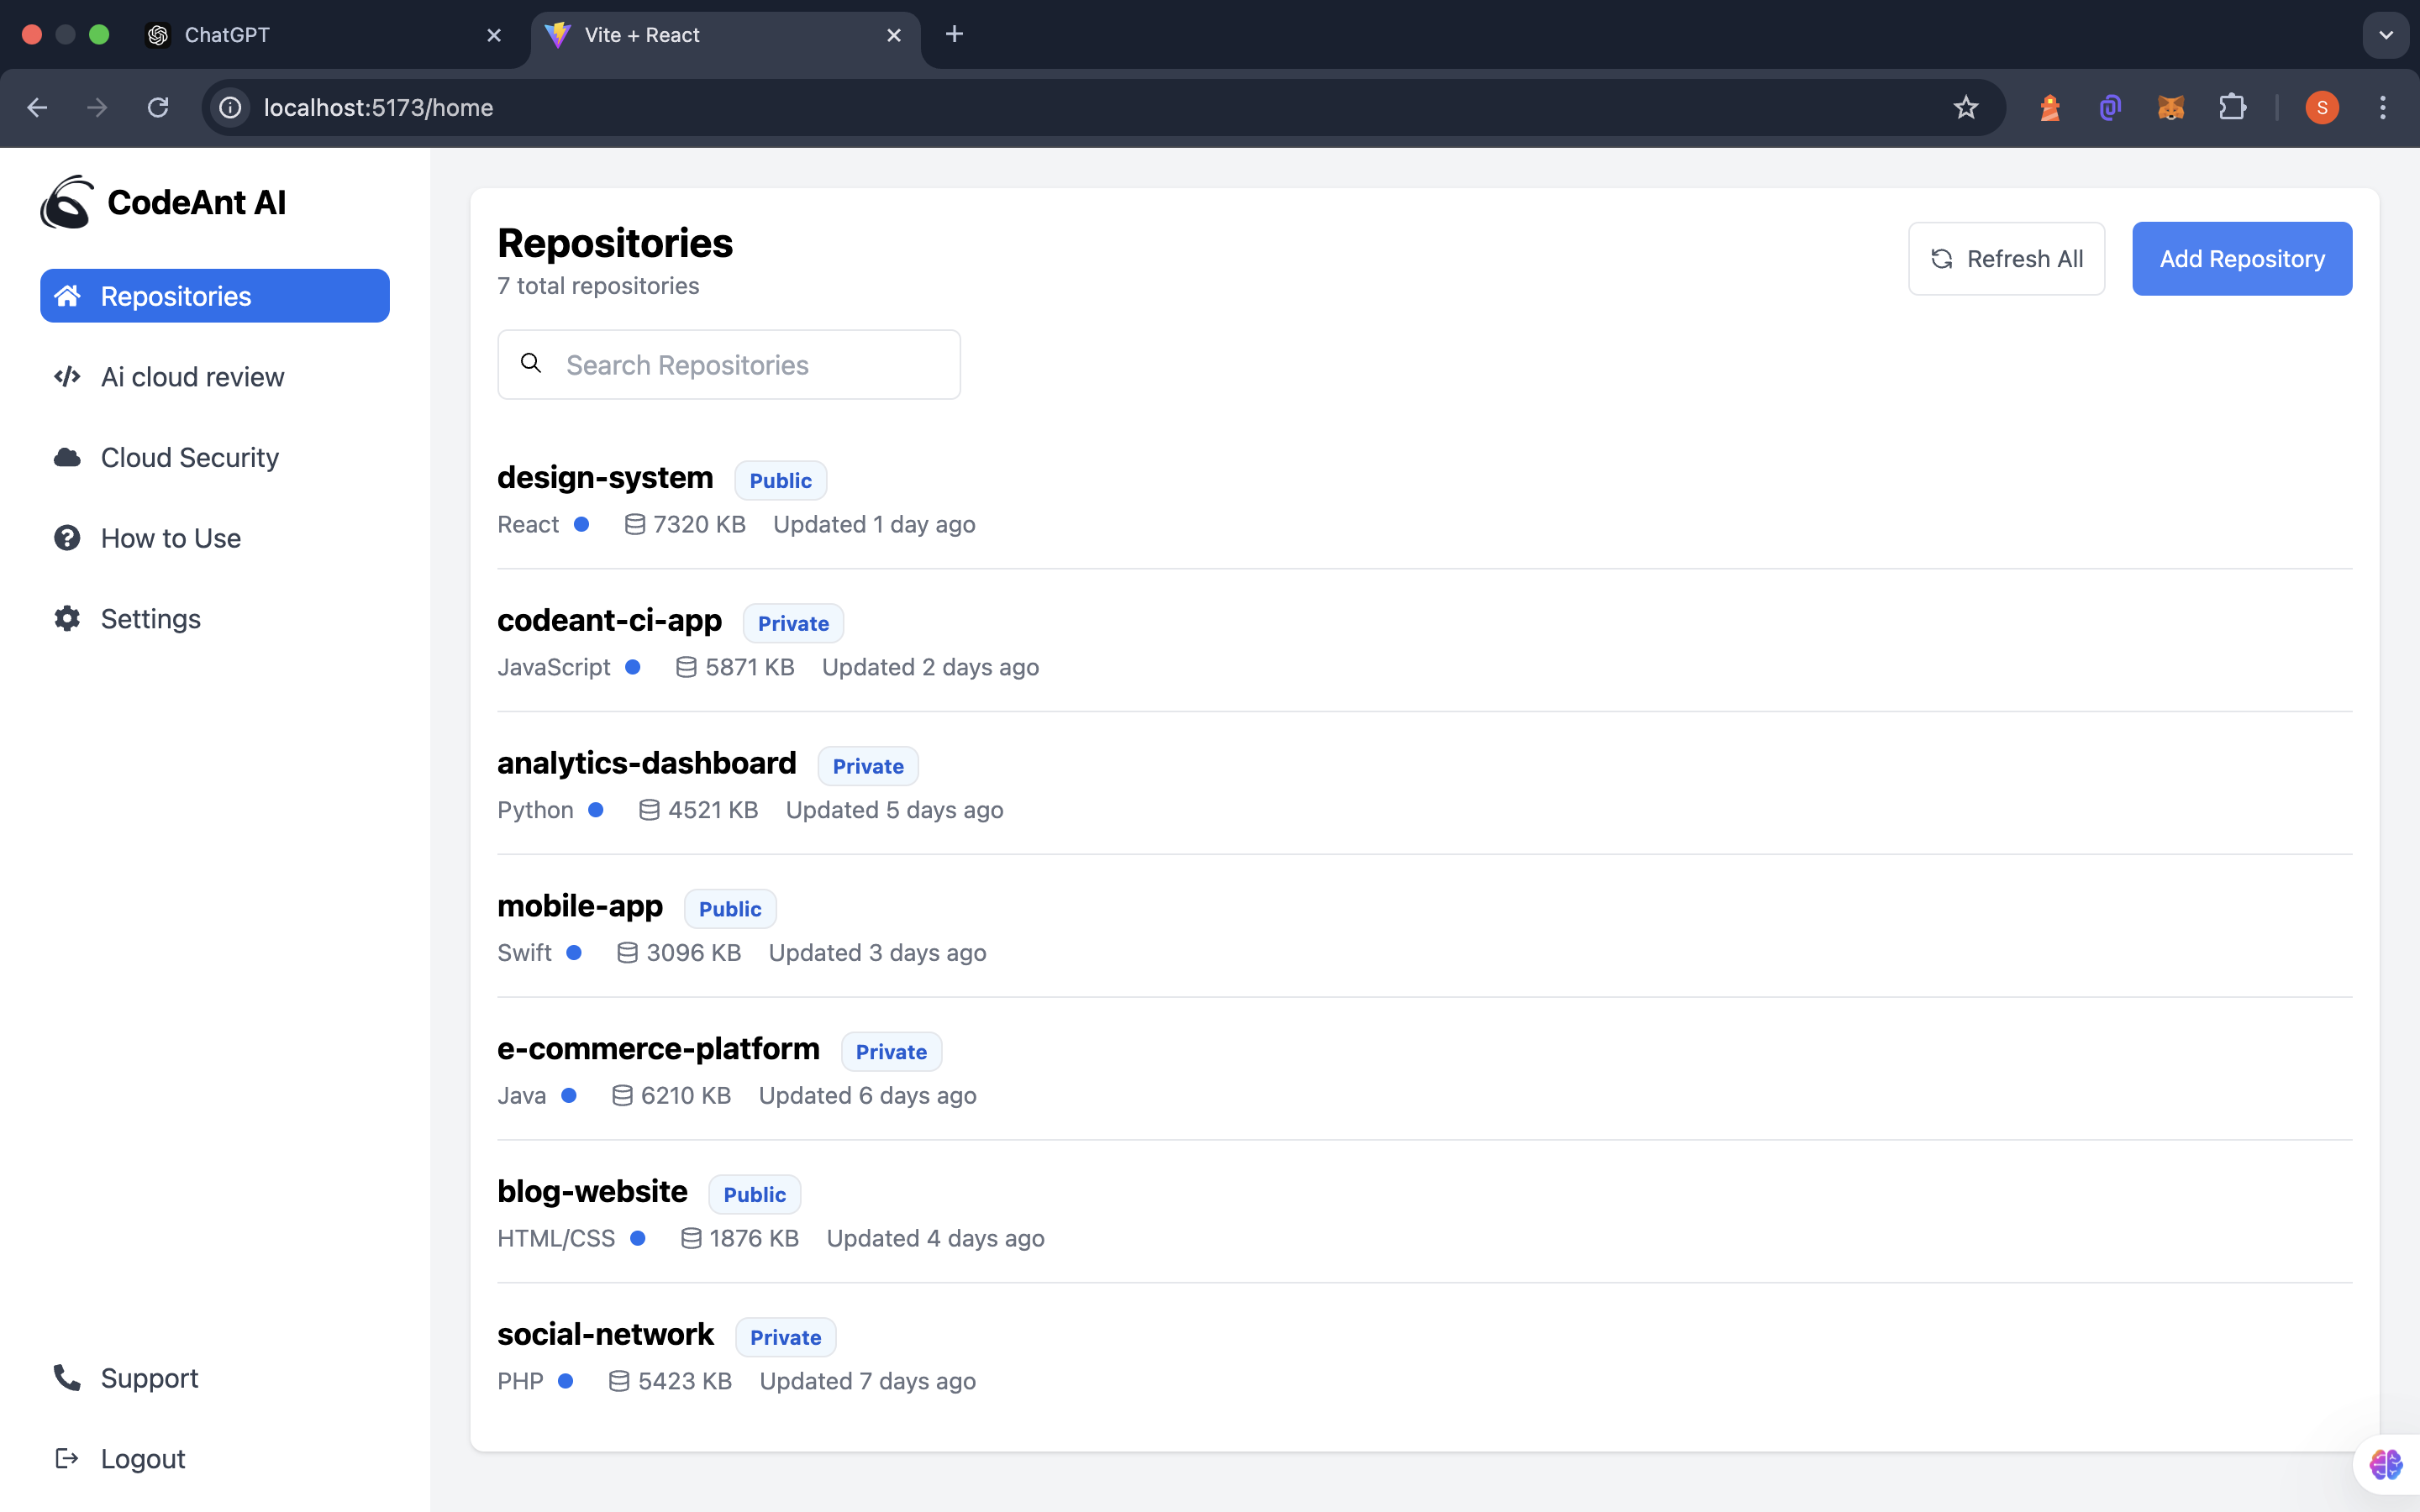 ChatGPT
Vite + React
localhost:5173/home
S
CodeAnt AI
Repositories
Ai cloud review
Cloud Security
How to Use
Settings
Support
Logout
Repositories
7 total repositories
Refresh All
Add Repository
Search Repositories
design-system Public
React 7320 KB Updated 1 day ago
codeant-ci-app Private
JavaScript 5871 KB Updated 2 days ago
analytics-dashboard Private
Python 4521 KB Updated 5 days ago
mobile-app Public
Swift 3096 KB Updated 3 days ago
e-commerce-platform Private
Java 6210 KB Updated 6 days ago
blog-website Public
HTML/CSS 1876 KB Updated 4 days ago
social-network Private
PHP 5423 KB Updated 7 days ago